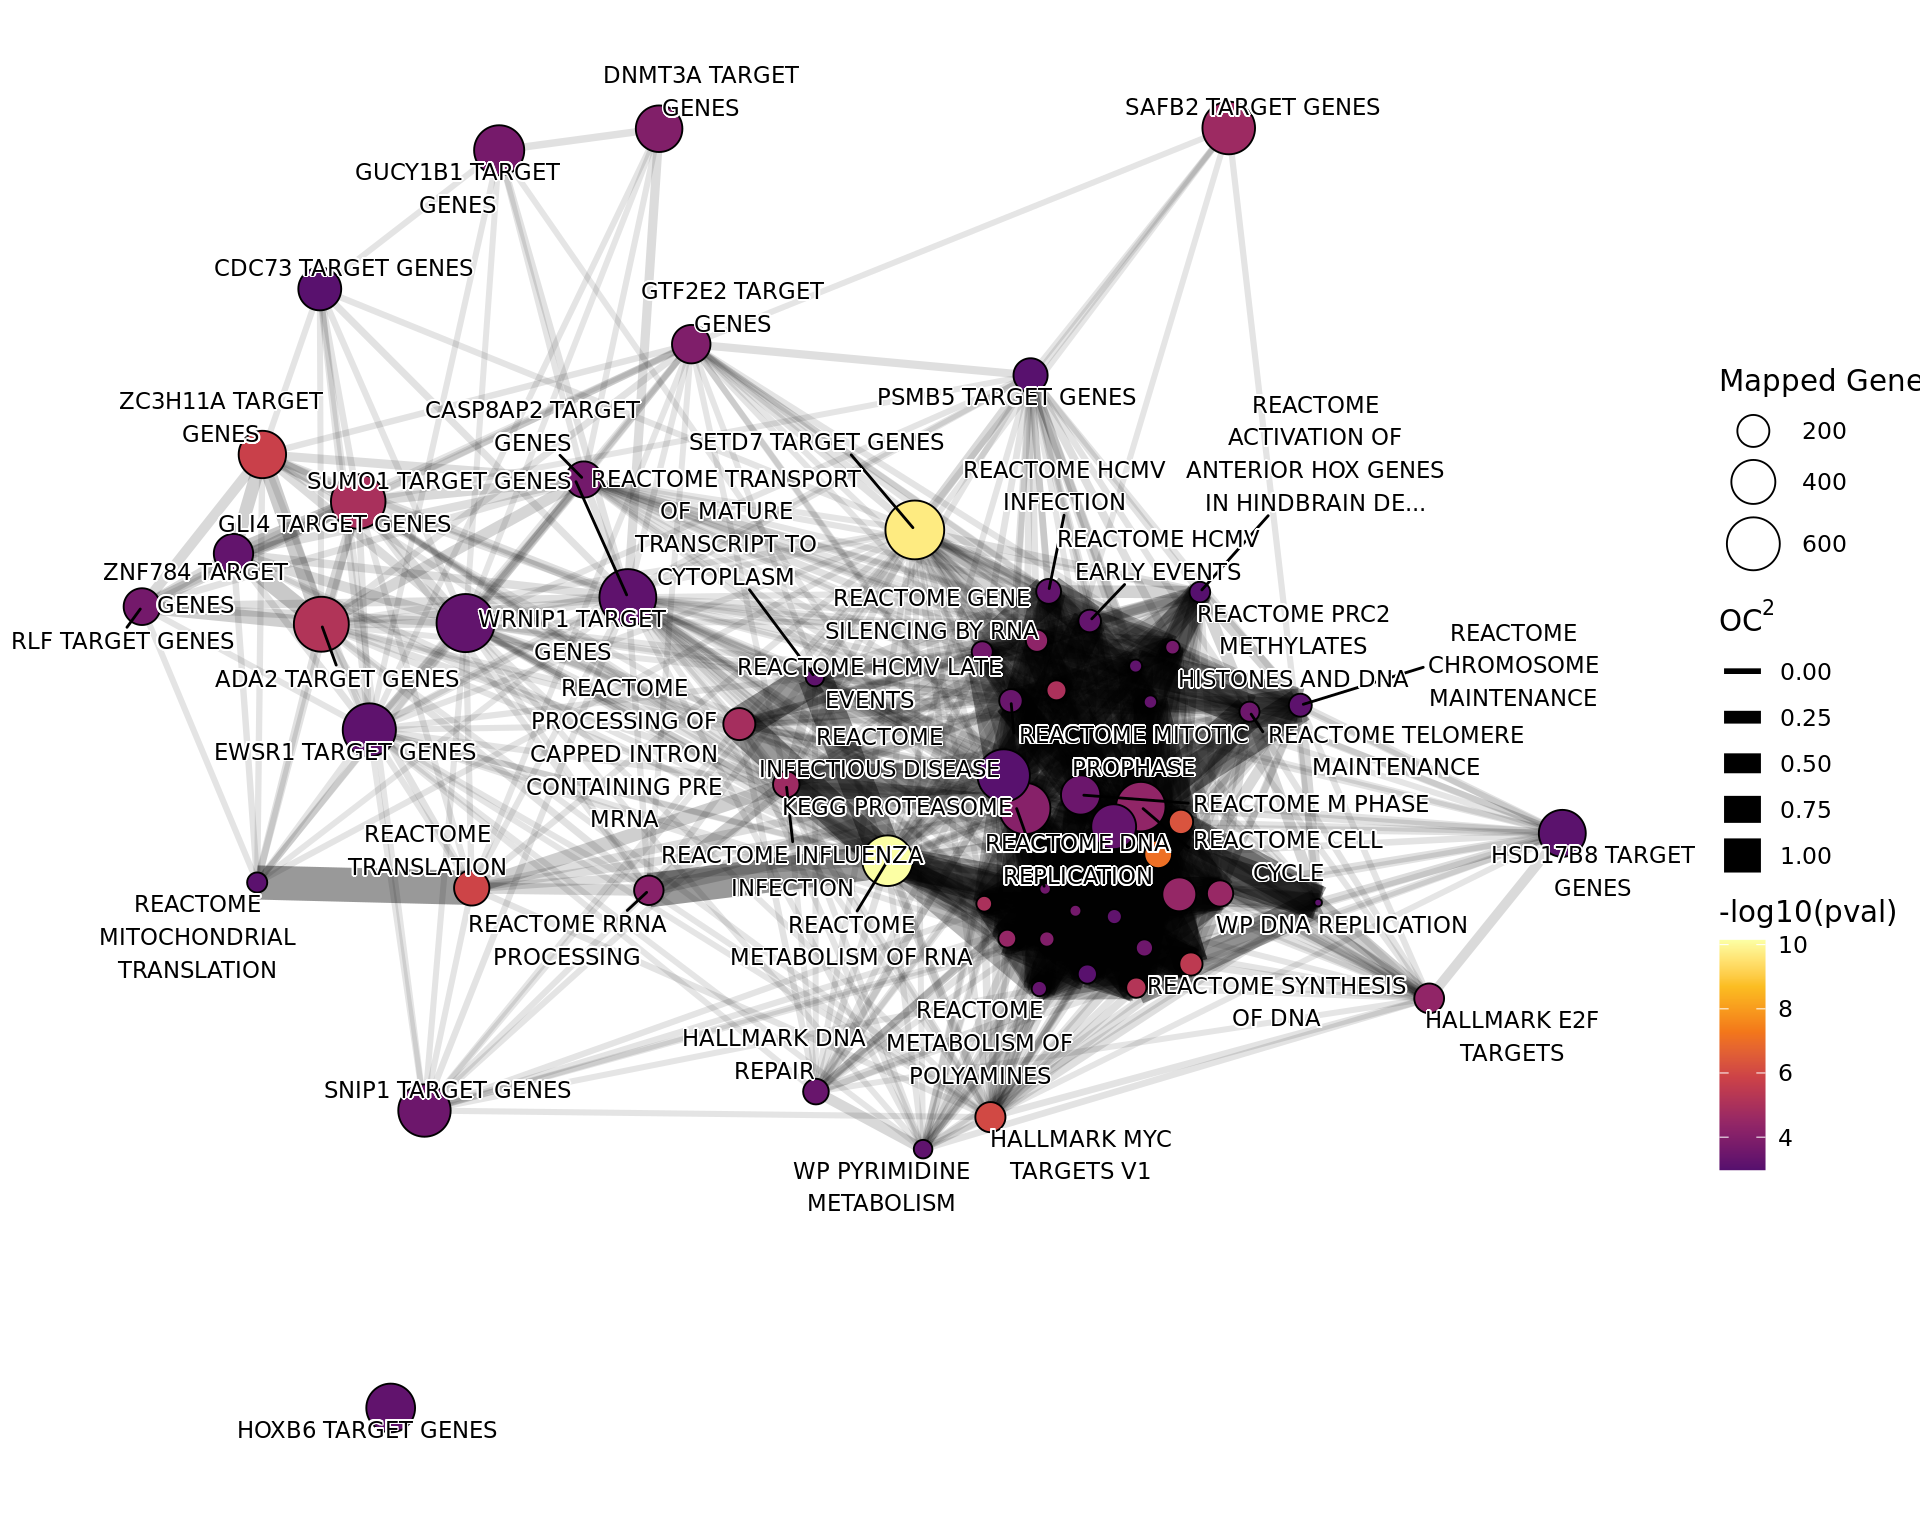 DNMT3A TARGET
GENES
SAFB2 TARGET GENES
GUCY1B1 TARGET
GENES
CDC73 TARGET GENES
GTF2E2 TARGET
GENES
ZC3H11A TARGET
GENES
CASP8AP2 TARGET
GENES
PSMB5 TARGET GENES
SETD7 TARGET GENES
REACTOME
ACTIVATION OF
ANTERIOR HOX GENES
IN HINDBRAIN DE...
REACTOME HCMV
INFECTION
SUMO1 TARGET GENES
REACTOME TRANSPORT
OF MATURE
TRANSCRIPT TO
CYTOPLASM
GLI4 TARGET GENES
REACTOME HCMV
EARLY EVENTS
ZNF784 TARGET
GENES
RLF TARGET GENES
REACTOME GENE
SILENCING BY RNA
WRNIP1 TARGET
GENES
REACTOME PRC2
METHYLATES
HISTONES AND DNA
REACTOME
CHROMOSOME
MAINTENANCE
ADA2 TARGET GENES
REACTOME HCMV LATE
EVENTS
REACTOME
PROCESSING OF
CAPPED INTRON
CONTAINING PRE
MRNA
EWSR1 TARGET GENES
REACTOME
INFECTIOUS DISEASE
REACTOME MITOTIC
PROPHASE
REACTOME TELOMERE
MAINTENANCE
KEGG PROTEASOME
REACTOME M PHASE
REACTOME
TRANSLATION
REACTOME INFLUENZA
INFECTION
REACTOME DNA
REPLICATION
REACTOME CELL
CYCLE
HSD17B8 TARGET
GENES
REACTOME
MITOCHONDRIAL
TRANSLATION
REACTOME RRNA
PROCESSING
REACTOME
METABOLISM OF RNA
WP DNA REPLICATION
REACTOME SYNTHESIS
OF DNA
REACTOME
METABOLISM OF
POLYAMINES
HALLMARK E2F
TARGETS
HALLMARK DNA
REPAIR
SNIP1 TARGET GENES
HALLMARK MYC
TARGETS V1
WP PYRIMIDINE
METABOLISM
HOXB6 TARGET GENES
Mapped Gene
200
400
600
OC2
0.00
0.25
0.50
0.75
1.00
-log10(pval)
10
8
6
4